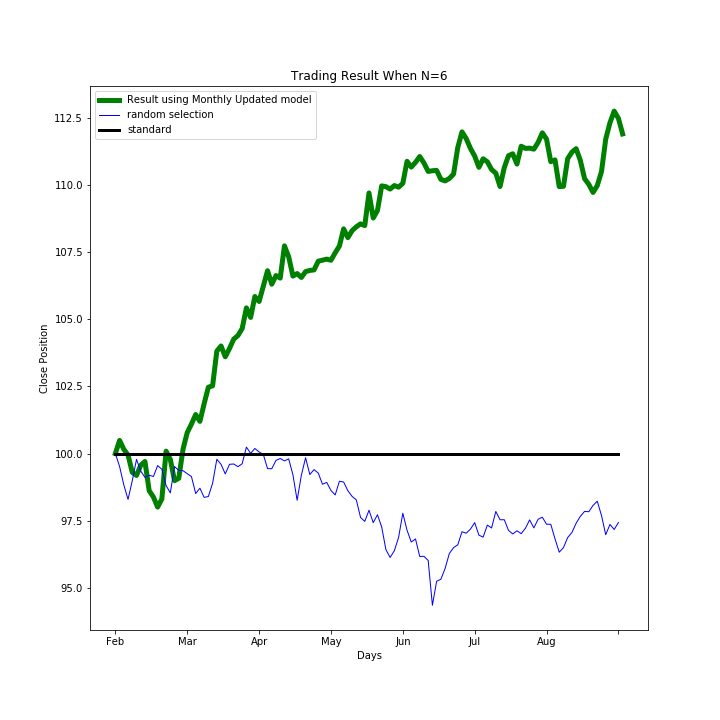 Trading Result When N=6
Result using Monthly Updated model
random selection
standard
112.5
110.0
107.5
105.0
102.5
100.0
97.5
95.0
Close Position
Feb Mar Apr May Jun Jul Aug
Days